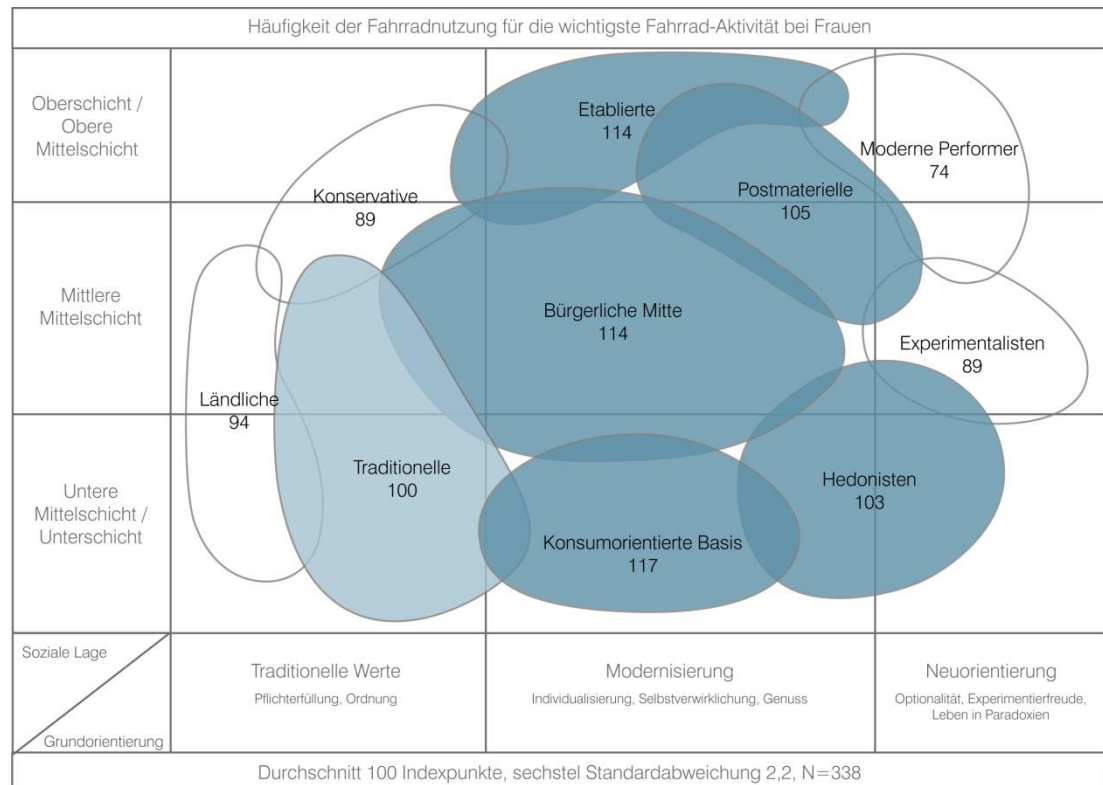 Häufigkeit der Fahrradnutzung für die wichtigste Fahrrad-Aktivität bei Frauen
Oberschicht /
Obere
Mittelschicht
Etablierte
114
Moderne Performer
74
Konservative
89
Postmaterielle
105
Mittlere
Mittelschicht
Bürgerliche Mitte
114
Experimentalisten
89
Ländliche
94
Untere
Mittelschicht /
Unterschicht
Traditionelle
100
Hedonisten
103
Konsumorientierte Basis
117
Soziale Lage
Grundorientierung
Traditionelle Werte
Pflichterfüllung, Ordnung
Modernisierung
Individualisierung, Selbstverwirklichung, Genuss
Neuorientierung
Optionalität, Experimentierfreude,
Leben in Paradoxien
Durchschnitt 100 Indexpunkte, sechstel Standardabweichung 2,2, N=338